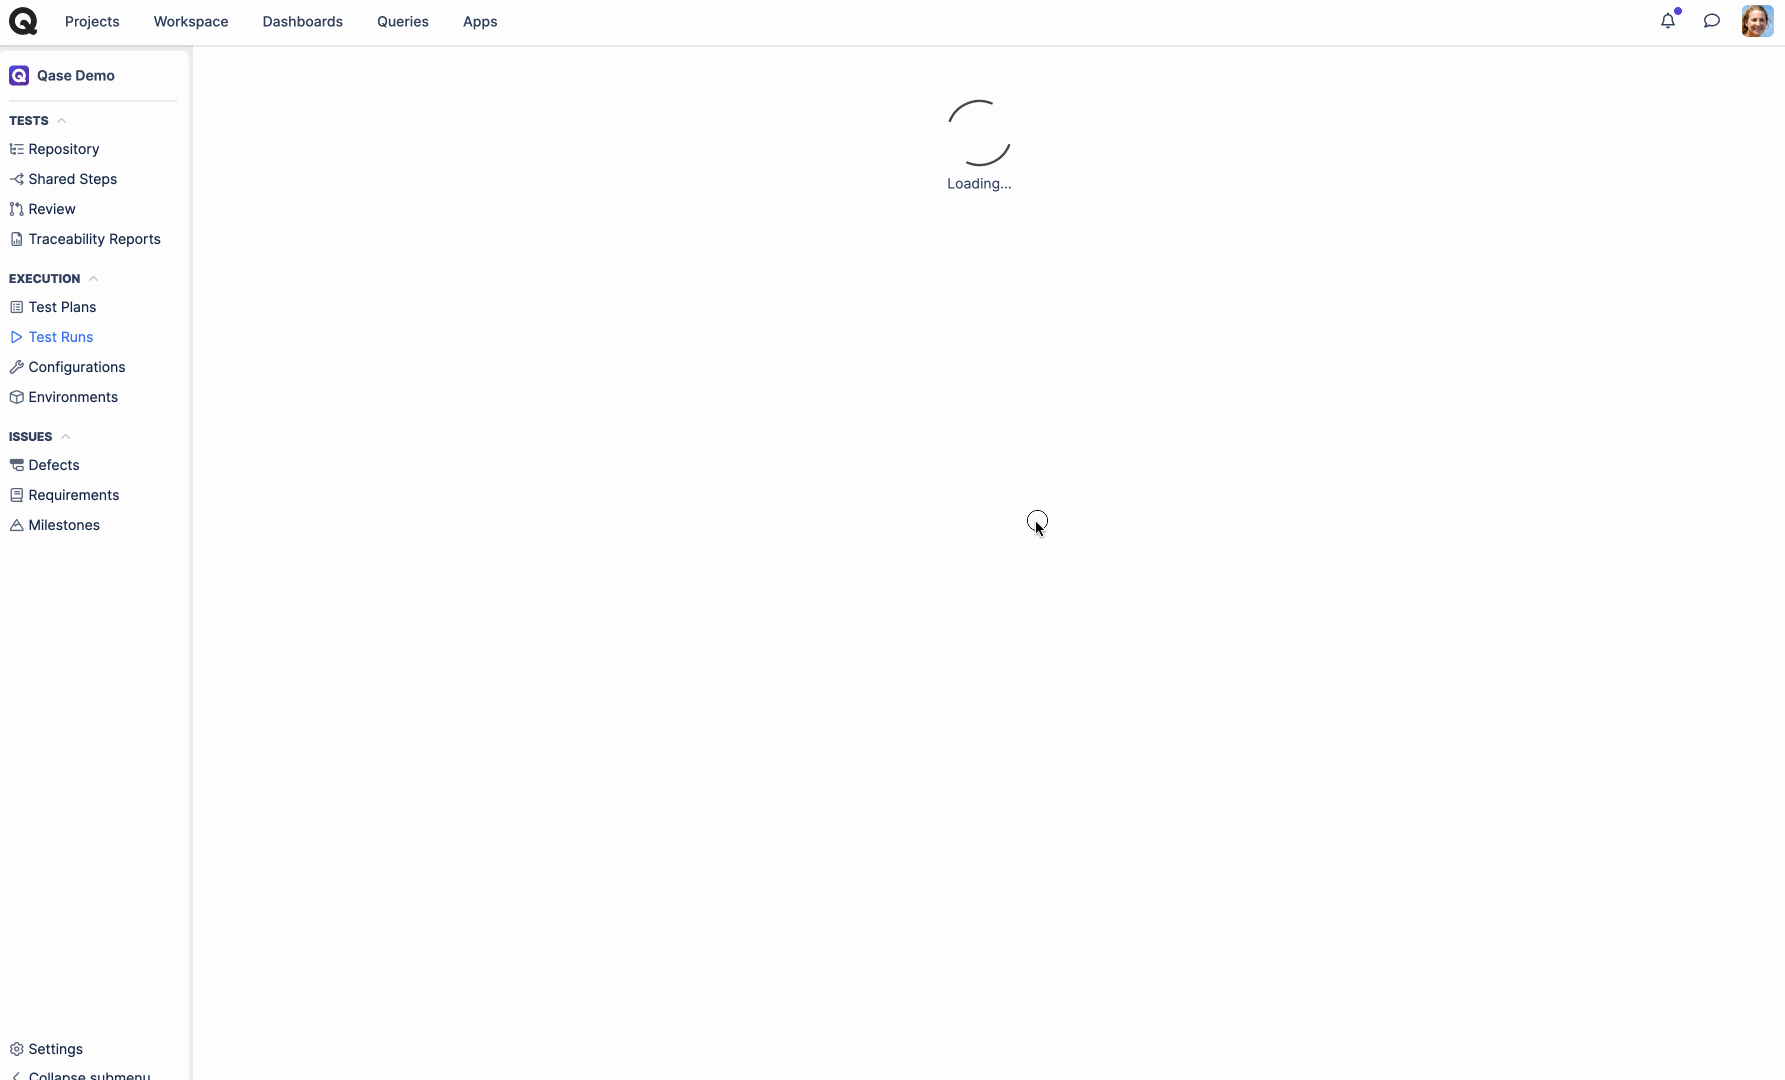 Projects
Workspace
Dashboards
Queries
Apps
Qase Demo
TESTS
Repository
Shared Steps
Review
Traceability Reports
EXECUTION
Test Plans
Test Runs
Configurations
Environments
ISSUES
Defects
Requirements
Milestones
Settings
Collapse submenu
Loading...